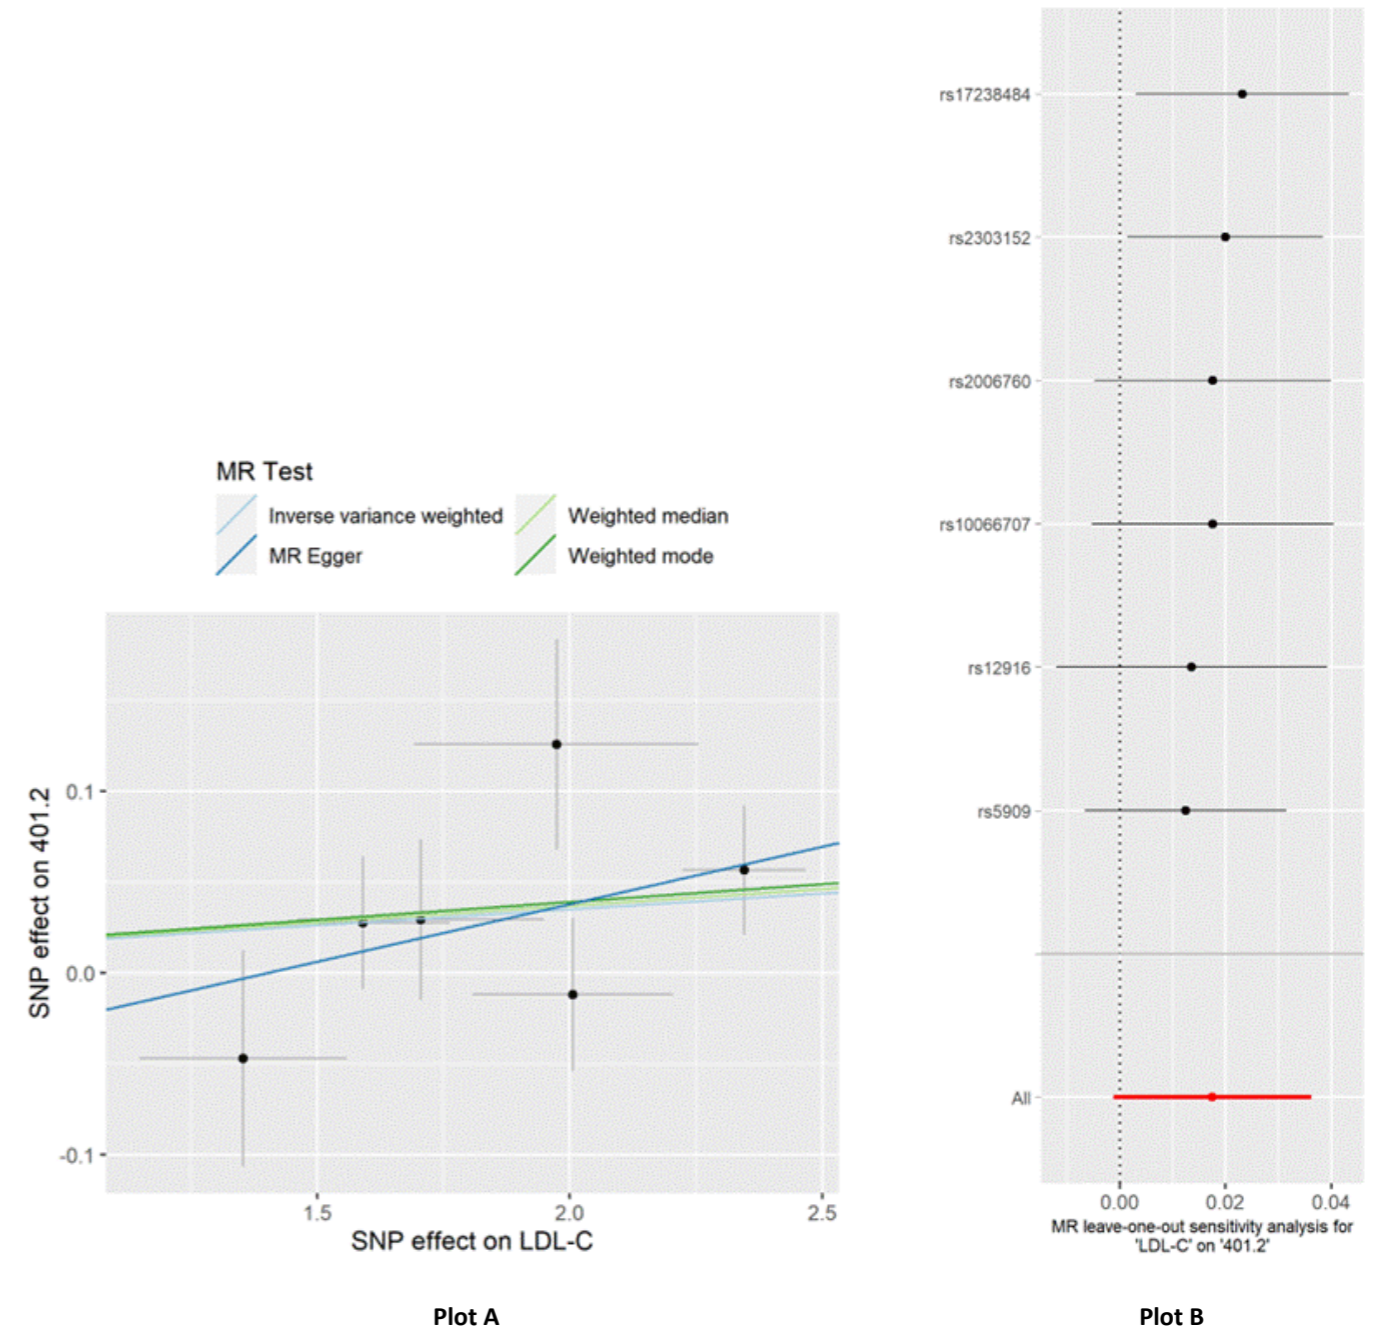 MR Test
Inverse variance weighted
Weighted median
MR Egger
Weighted mode
SNP effect on 401.2
0.1
0.0
-0.1
1.5
2.0
2.5
SNP effect on LDL-C
Plot A
rs17238484
rs2303152
rs2006760
rs10066707
rs12916
rs5909
All
0.00
0.02
0.04
MR leave-one-out sensitivity analysis for
'LDL-C' on '401.2'
Plot B